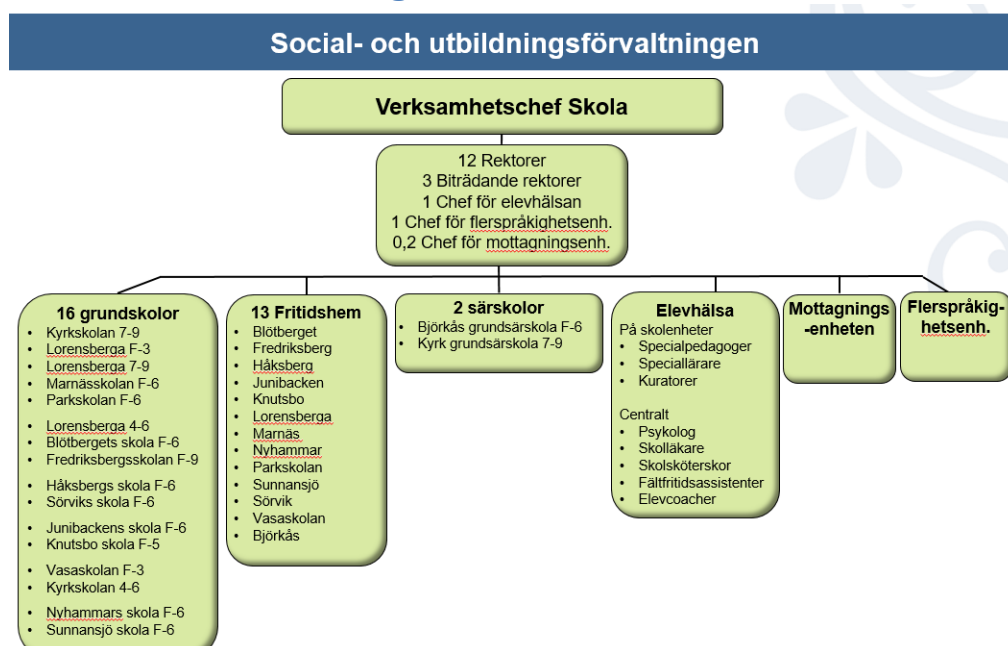 Social- och utbildningsförvaltningen
Verksamhetschef Skola
12 Rektorer
3 Biträdande rektorer
1 Chef för elevhälsan
1 Chef för flerspråkighetsenh.
0,2 Chef för mottagningsenh.
16 grundskolor
• Kyrkskolan 7-9
• Lorensberga F-3
• Lorensberga 7-9
• Marnässkolan F-6
• Parkskolan F-6
• Lorensberga 4-6
• Blötbergets skola F-6
• Fredriksbergsskolan F-9
• Håksbergs skola F-6
• Sörviks skola F-6
• Junibackens skola F-6
• Knutsbo skola F-5
• Vasaskolan F-3
• Kyrkskolan 4-6
• Nyhammars skola F-6
• Sunnansjö skola F-6
13 Fritidshem
• Blötberget
• Fredriksberg
• Håksberg
• Junibacken
• Knutsbo
• Lorensberga
• Marnäs
• Nyhammar
• Parkskolan
• Sunnansjö
• Sörvik
• Vasaskolan
• Björkås
2 särskolor
• Björkås grundsärskola F-6
• Kyrk grundsärskola 7-9
Elevhälsa
På skolenheter
• Specialpedagoger
• Speciallärare
• Kuratorer
Centralt
• Psykolog
• Skolläkare
• Skolsköterskor
• Fältfritidsassistenter
• Elevcoacher
Mottagnings
-enheten
Flerspråkig-
hetsenh.